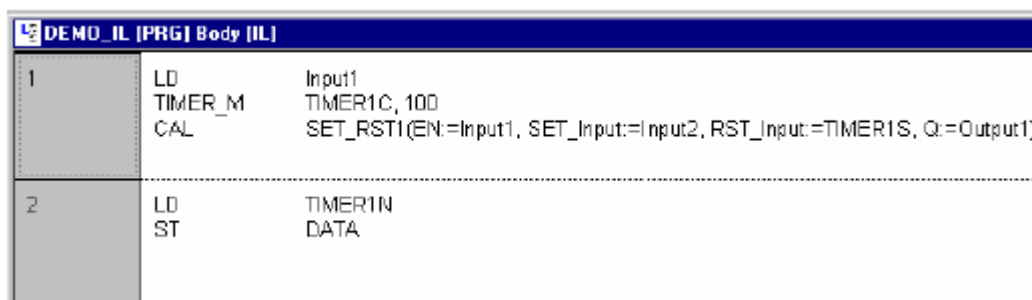 DEMO_IL [PRG] Body [IL]
1 LD Input1
TIMER_M TIMER1C, 100
CAL SET_RST1(EN:=Input1, SET_Input:=Input2, RST_Input:=TIMER1S, Q:=Output1)
2 LD TIMER1N
ST DATA